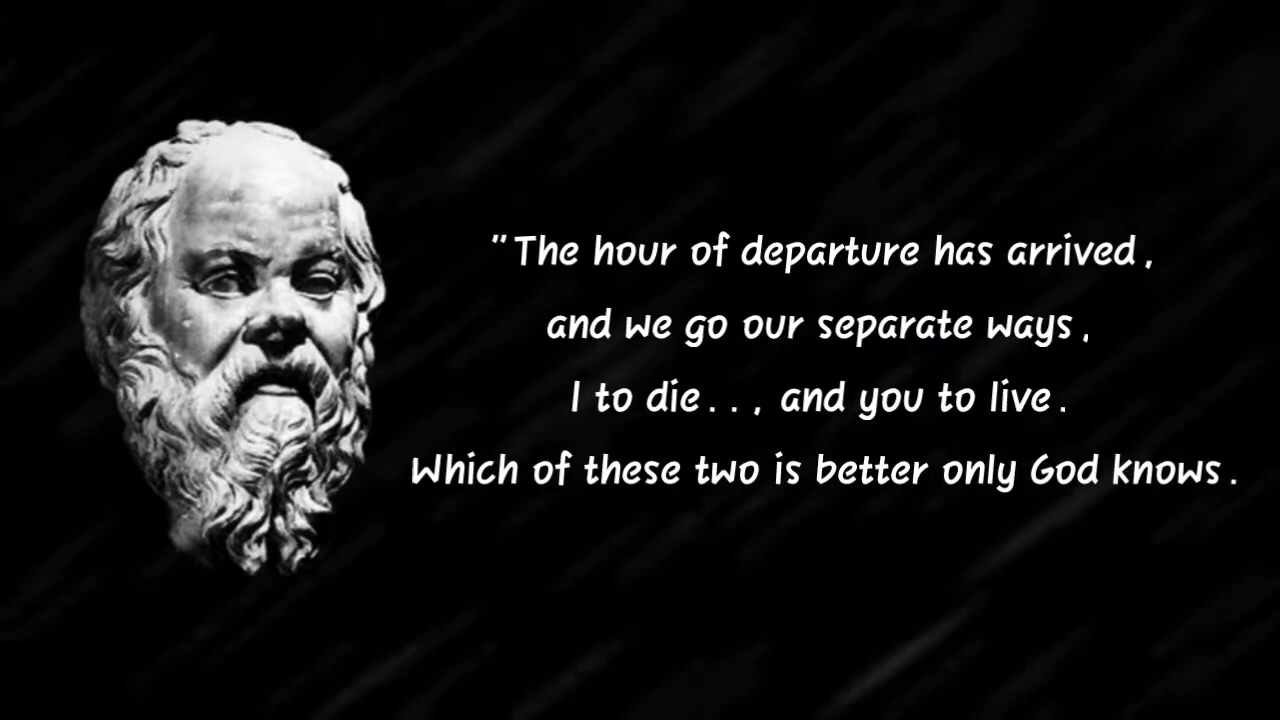 "The hour of departure has arrived,
and we go our separate ways,
I to die.., and you to live.
Which of these two is better only God knows.